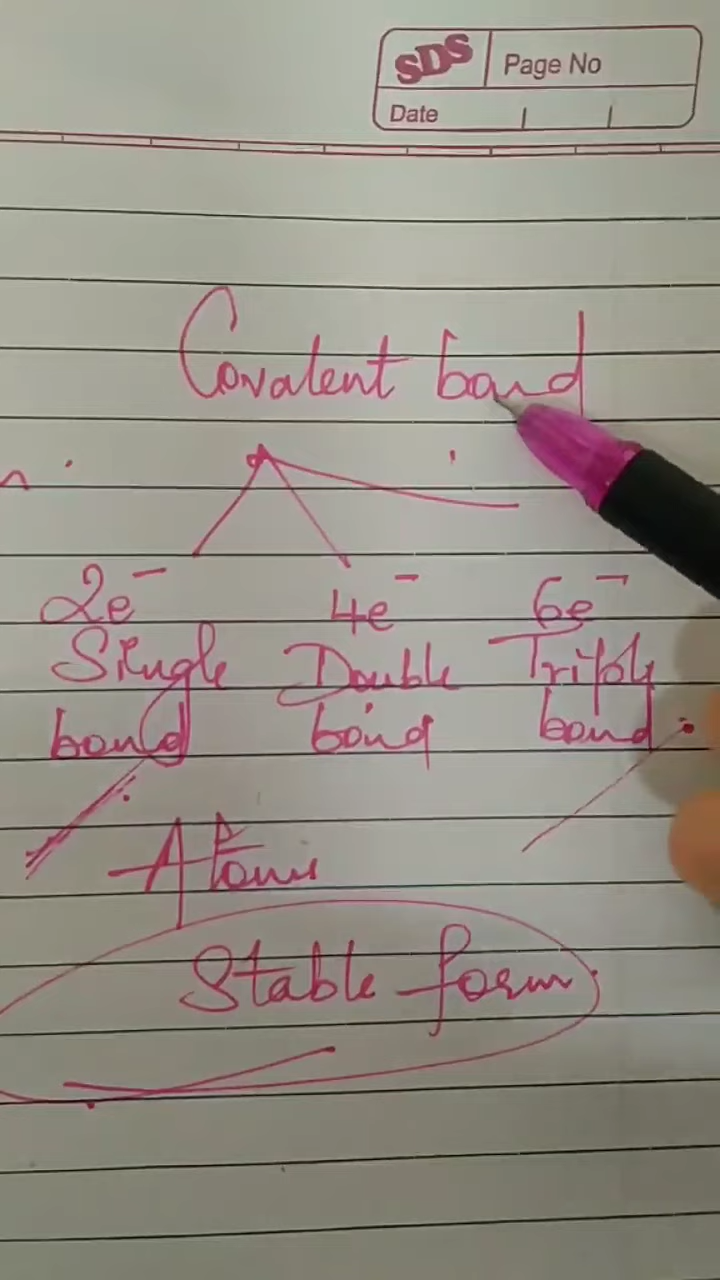 SDS
Page No
Date
Covalent bond
2e⁻ 4e⁻ 6e⁻
Single Double Triple
bond bond bond
Atoms
Stable form